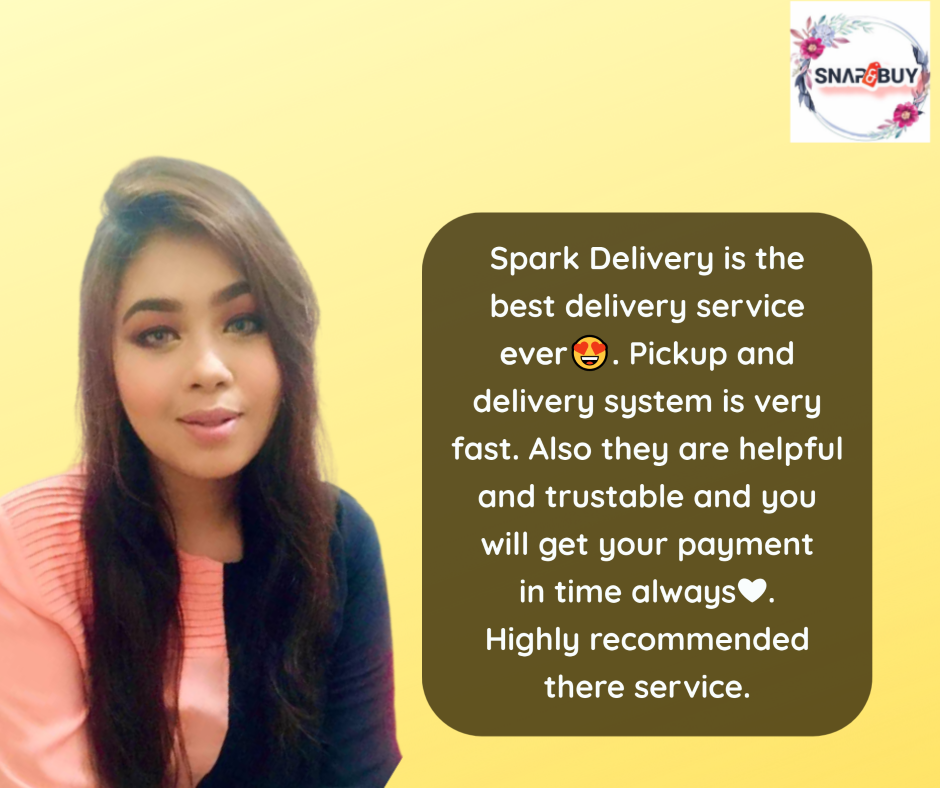 SNAP&BUY
Spark Delivery is the
best delivery service
ever😍. Pickup and
delivery system is very
fast. Also they are helpful
and trustable and you
will get your payment
in time always🤍.
Highly recommended
there service.